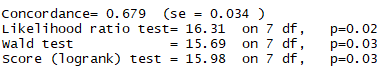 Concordance= 0.679  (se = 0.034 )
Likelihood ratio test= 16.31  on 7 df,   p=0.02
Wald test            = 15.69  on 7 df,   p=0.03
Score (logrank) test = 15.98  on 7 df,   p=0.03